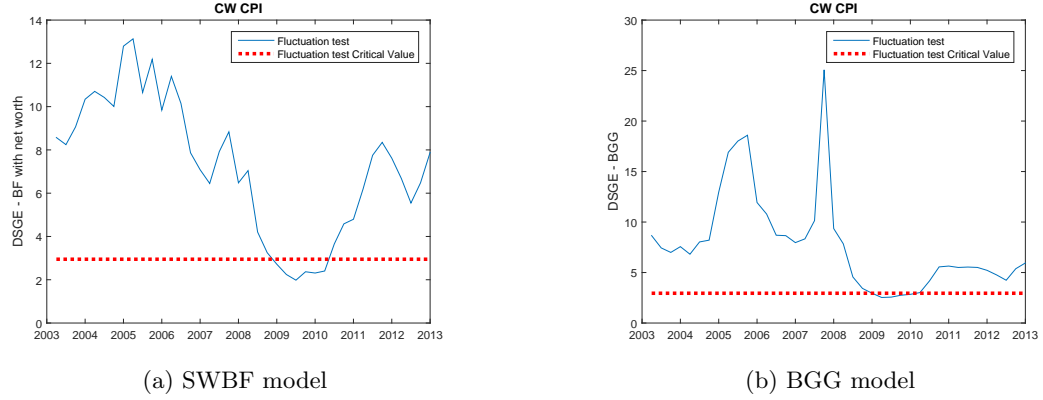 CW CPI
14
12
10
8
6
4
2
0
DSGE - BF with net worth
Fluctuation test
Fluctuation test Critical Value
2003 2004 2005 2006 2007 2008 2009 2010 2011 2012 2013
(a) SWBF model
CW CPI
30
25
20
15
10
5
0
DSGE - BGG
Fluctuation test
Fluctuation test Critical Value
2003 2004 2005 2006 2007 2008 2009 2010 2011 2012 2013
(b) BGG model